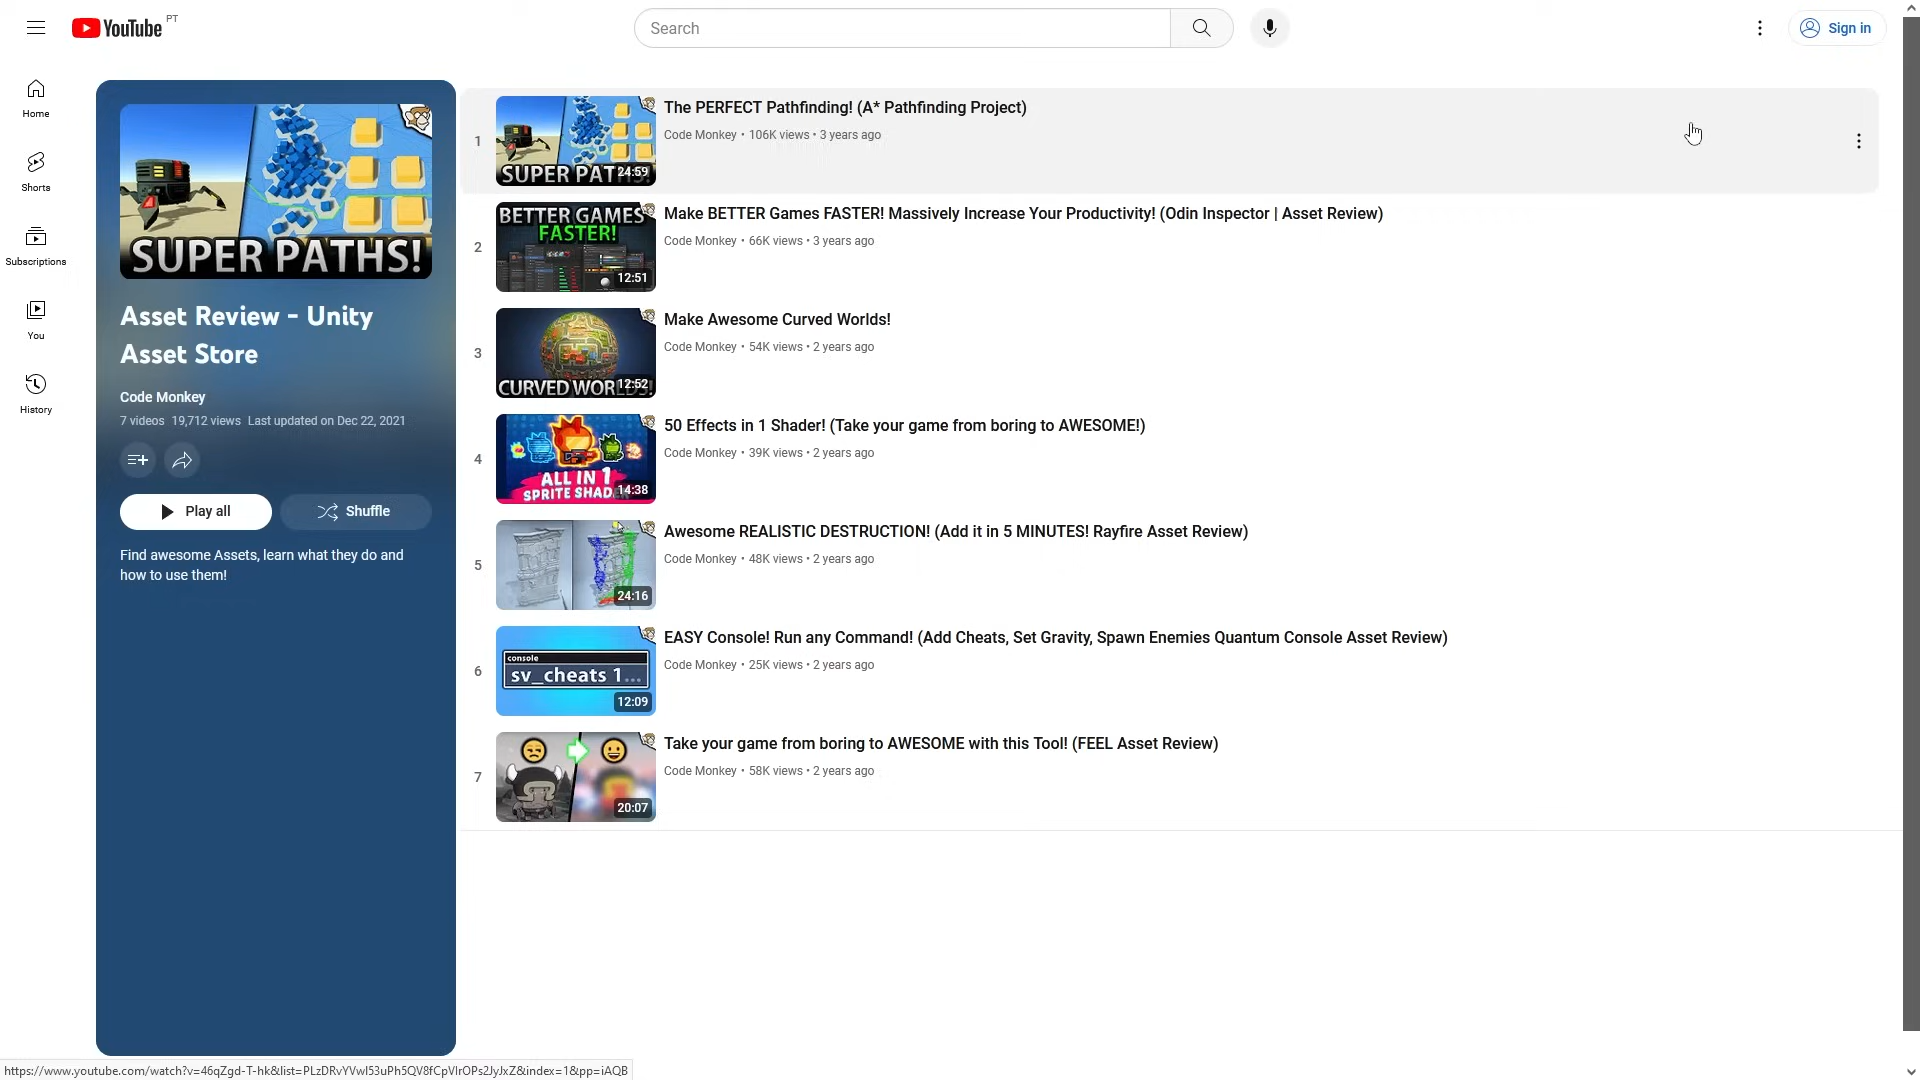 YouTube PT
Search
Sign in
Home
Shorts
Subscriptions
You
History
SUPER PATHS!
Asset Review - Unity
Asset Store
Code Monkey
7 videos 19,712 views Last updated on Dec 22, 2021
Play all
Shuffle
Find awesome Assets, learn what they do and
how to use them!
1
SUPER PAT
24:59
The PERFECT Pathfinding! (A* Pathfinding Project)
Code Monkey • 106K views • 3 years ago
2
BETTER GAMES
FASTER!
12:51
Make BETTER Games FASTER! Massively Increase Your Productivity! (Odin Inspector | Asset Review)
Code Monkey • 66K views • 3 years ago
3
CURVED WOR
12:52
Make Awesome Curved Worlds!
Code Monkey • 54K views • 2 years ago
4
ALL IN 1
SPRITE SHAD
14:38
50 Effects in 1 Shader! (Take your game from boring to AWESOME!)
Code Monkey • 39K views • 2 years ago
5
24:16
Awesome REALISTIC DESTRUCTION! (Add it in 5 MINUTES! Rayfire Asset Review)
Code Monkey • 48K views • 2 years ago
6
console
sv_cheats 1...
12:09
EASY Console! Run any Command! (Add Cheats, Set Gravity, Spawn Enemies Quantum Console Asset Review)
Code Monkey • 25K views • 2 years ago
7
20:07
Take your game from boring to AWESOME with this Tool! (FEEL Asset Review)
Code Monkey • 58K views • 2 years ago
https://www.youtube.com/watch?v=46qZgd-T-hk&list=PLzDRvYVwl53uPh5QV8fCpVlrOPs2JyJxZ&index=1&pp=iAQB